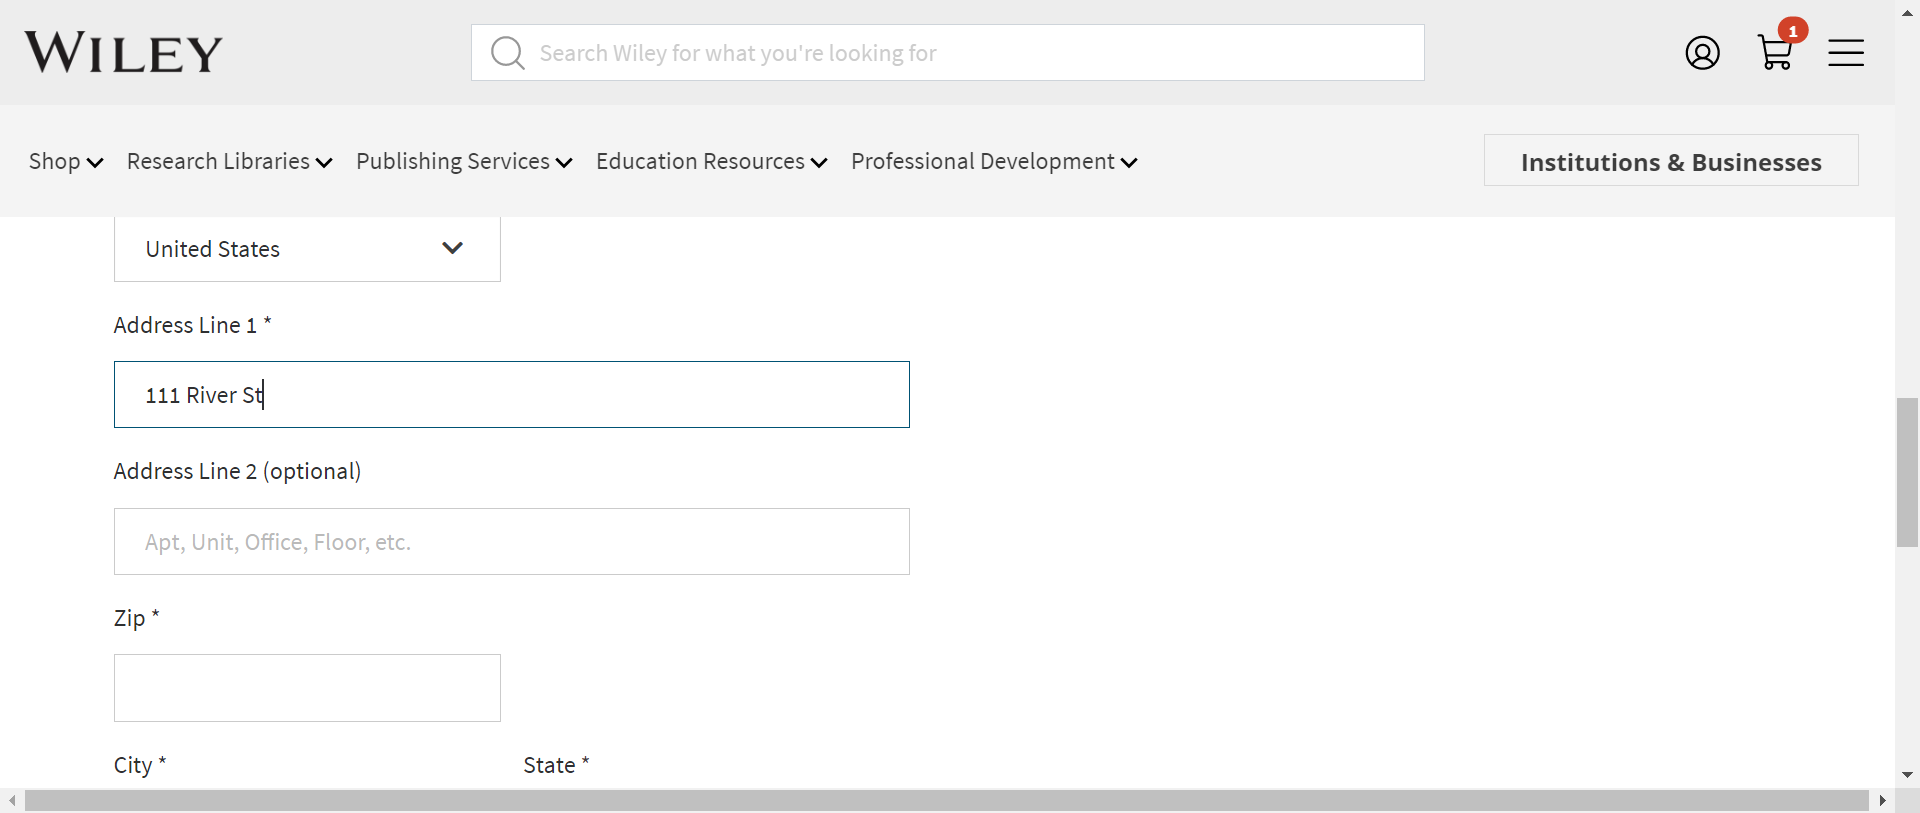 WILEY
Search Wiley for what you're looking for
1
Shop
Research Libraries
Publishing Services
Education Resources
Professional Development
Institutions & Businesses
United States
Address Line 1 *
111 River St
Address Line 2 (optional)
Apt, Unit, Office, Floor, etc.
Zip *
City *
State *